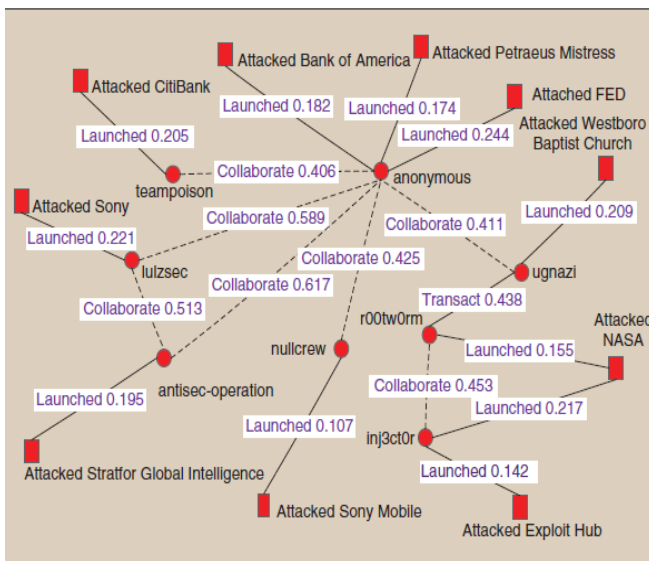 Attacked Bank of America
Attacked Petraeus Mistress
Attacked CitiBank
Attached FED
Launched 0.182
Launched 0.174
Attacked Westboro
Baptist Church
Launched 0.205
Launched 0.244
Collaborate 0.406
anonymous
teampoison
Attacked Sony
Collaborate 0.589
Collaborate 0.411
Launched 0.209
Launched 0.221
Collaborate 0.425
lulzsec
ugnazi
Collaborate 0.617
Transact 0.438
Collaborate 0.513
r00tw0rm
Attacked
NASA
nullcrew
Launched 0.155
antisec-operation
Collaborate 0.453
Launched 0.195
Launched 0.217
Launched 0.107
inj3ct0r
Attacked Stratfor Global Intelligence
Launched 0.142
Attacked Sony Mobile
Attacked Exploit Hub